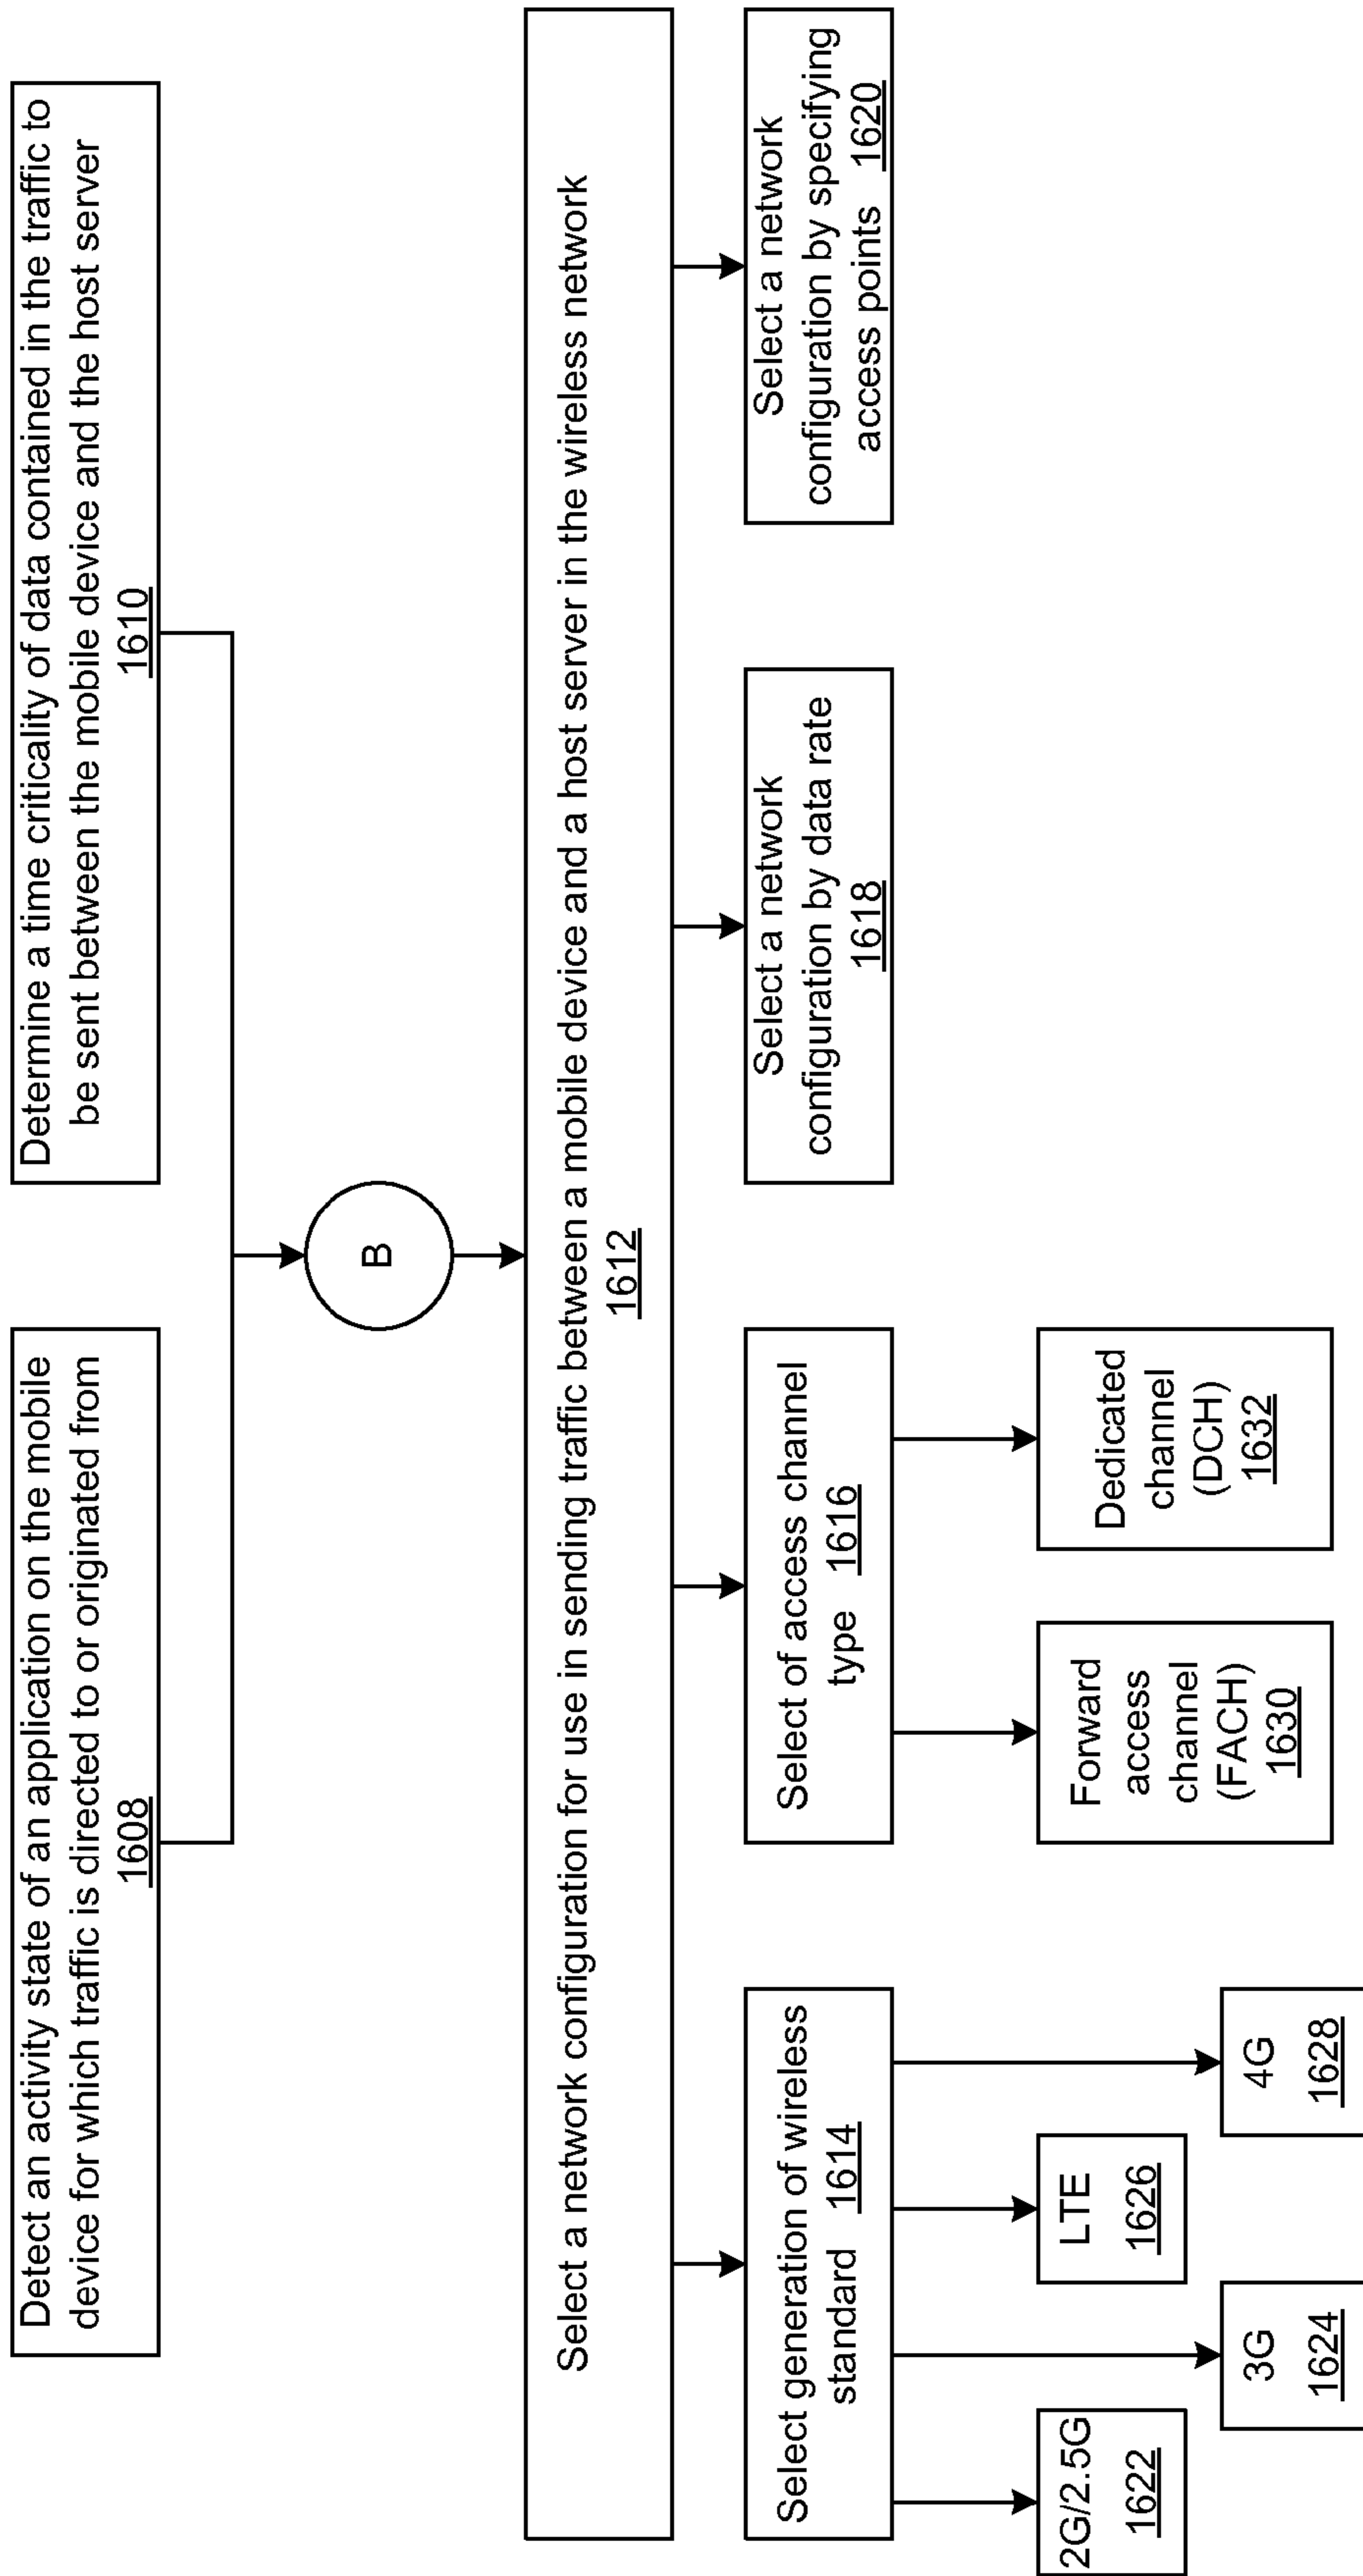 Detect an activity state of an application on the mobile
device for which traffic is directed to or originated from
1608
Determine a time criticality of data contained in the traffic to
be sent between the mobile device and the host server
1610
B
Select a network configuration for use in sending traffic between a mobile device and a host server in the wireless network
1612
Select generation of wireless
standard 1614
Select of access channel
type 1616
Select a network
configuration by data rate
1618
Select a network
configuration by specifying
access points 1620
2G/2.5G
1622
3G
1624
LTE
1626
4G
1628
Forward
access
channel
(FACH)
1630
Dedicated
channel
(DCH)
1632